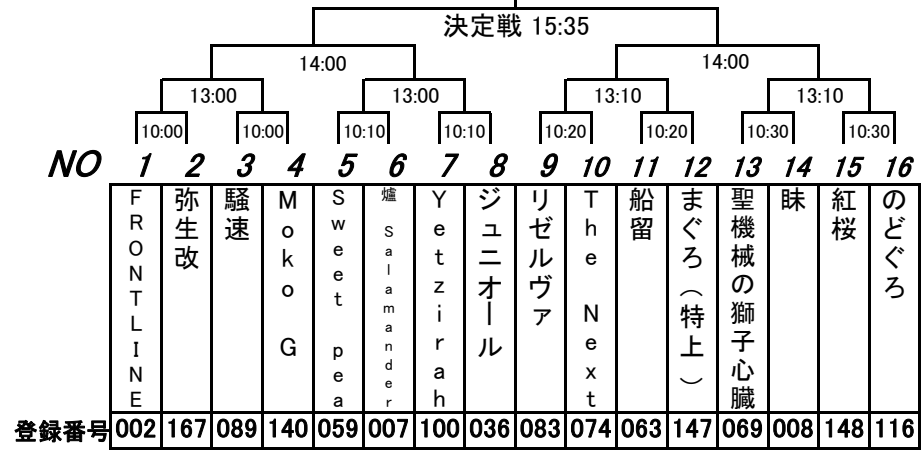 決定戦 15:35
14:00 14:00
13:00 13:00 13:10 13:10
10:00 10:00 10:10 10:10 10:20 10:20 10:30 10:30
NO 1 2 3 4 5 6 7 8 9 10 11 12 13 14 15 16
FRONTLINE
弥生改
騒速
Moko G
Sweet pea
爐 Salamander
Yetzirah
ジュニオール
リゼルヴァ
The Next
船留
まぐろ（特上）
聖機械の獅子心臓
昧
紅桜
のどぐろ
登録番号 002 167 089 140 059 007 100 036 083 074 063 147 069 008 148 116